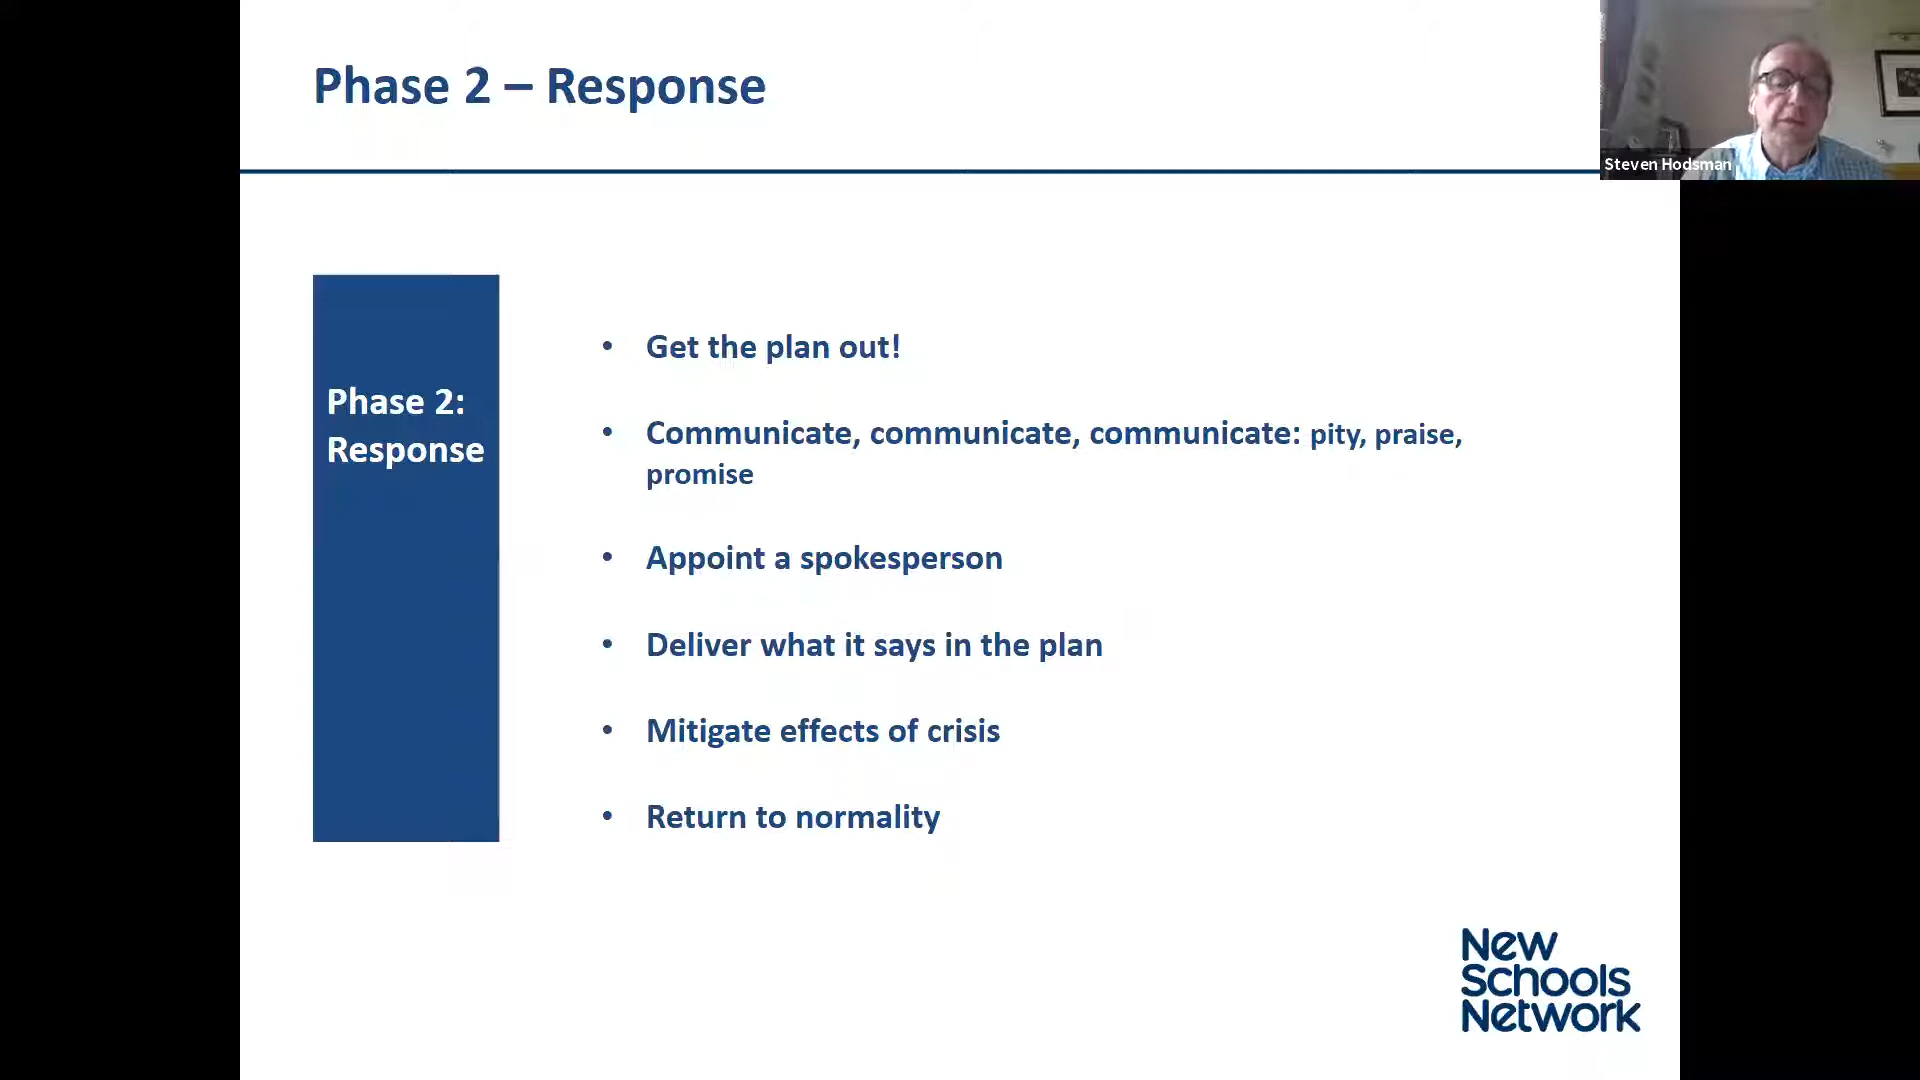 Phase 2 – Response
Steven Hodsman
Phase 2:
Response
• Get the plan out!
• Communicate, communicate, communicate: pity, praise,
promise
• Appoint a spokesperson
• Deliver what it says in the plan
• Mitigate effects of crisis
• Return to normality
New
Schools
Network